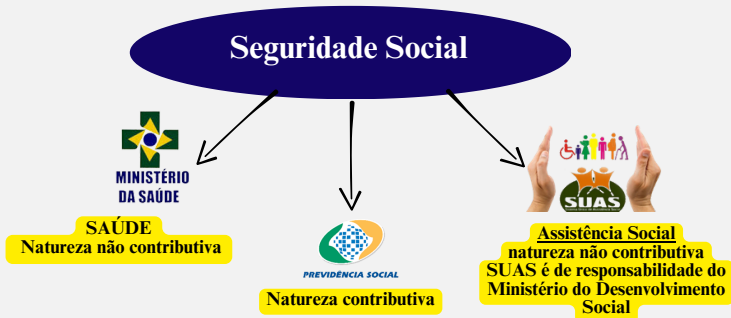 Seguridade Social
MINISTÉRIO
DA SAÚDE
SAÚDE
Natureza não contributiva
PREVIDÊNCIA SOCIAL
Natureza contributiva
SUAS
Assistência Social
natureza não contributiva
SUAS é de responsabilidade do
Ministério do Desenvolvimento
Social